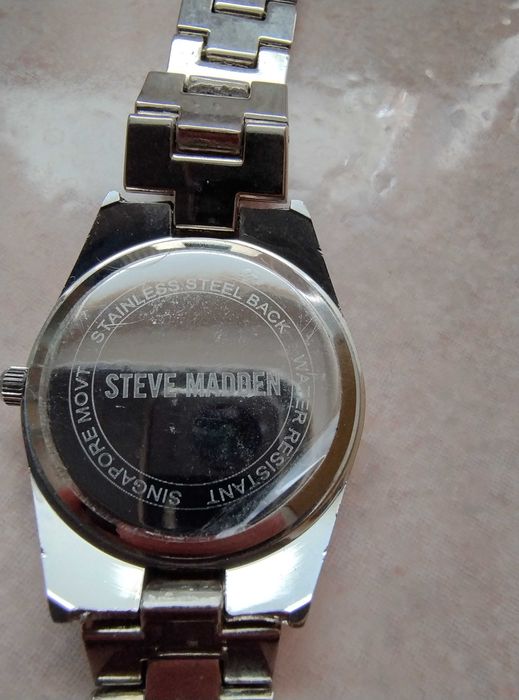 STAINLESS STEEL BACK
WATER RESISTANT
SINGAPORE MOVT
STEVE MADDEN